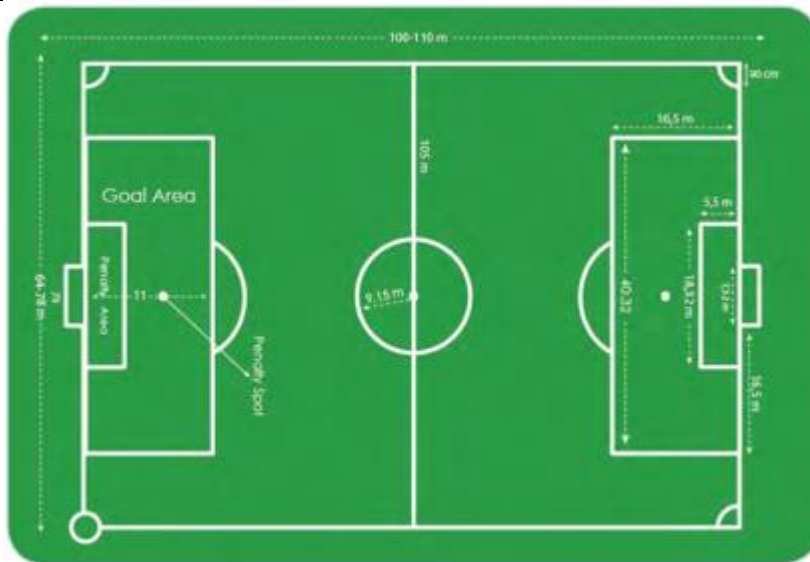 100-110 m
90 cm
16,5 m
105 m
Goal Area
5,5 m
Penalty Area
11
9,15 m
40,32
18,32 m
64-78 m
Penalty Spot
16,5 m